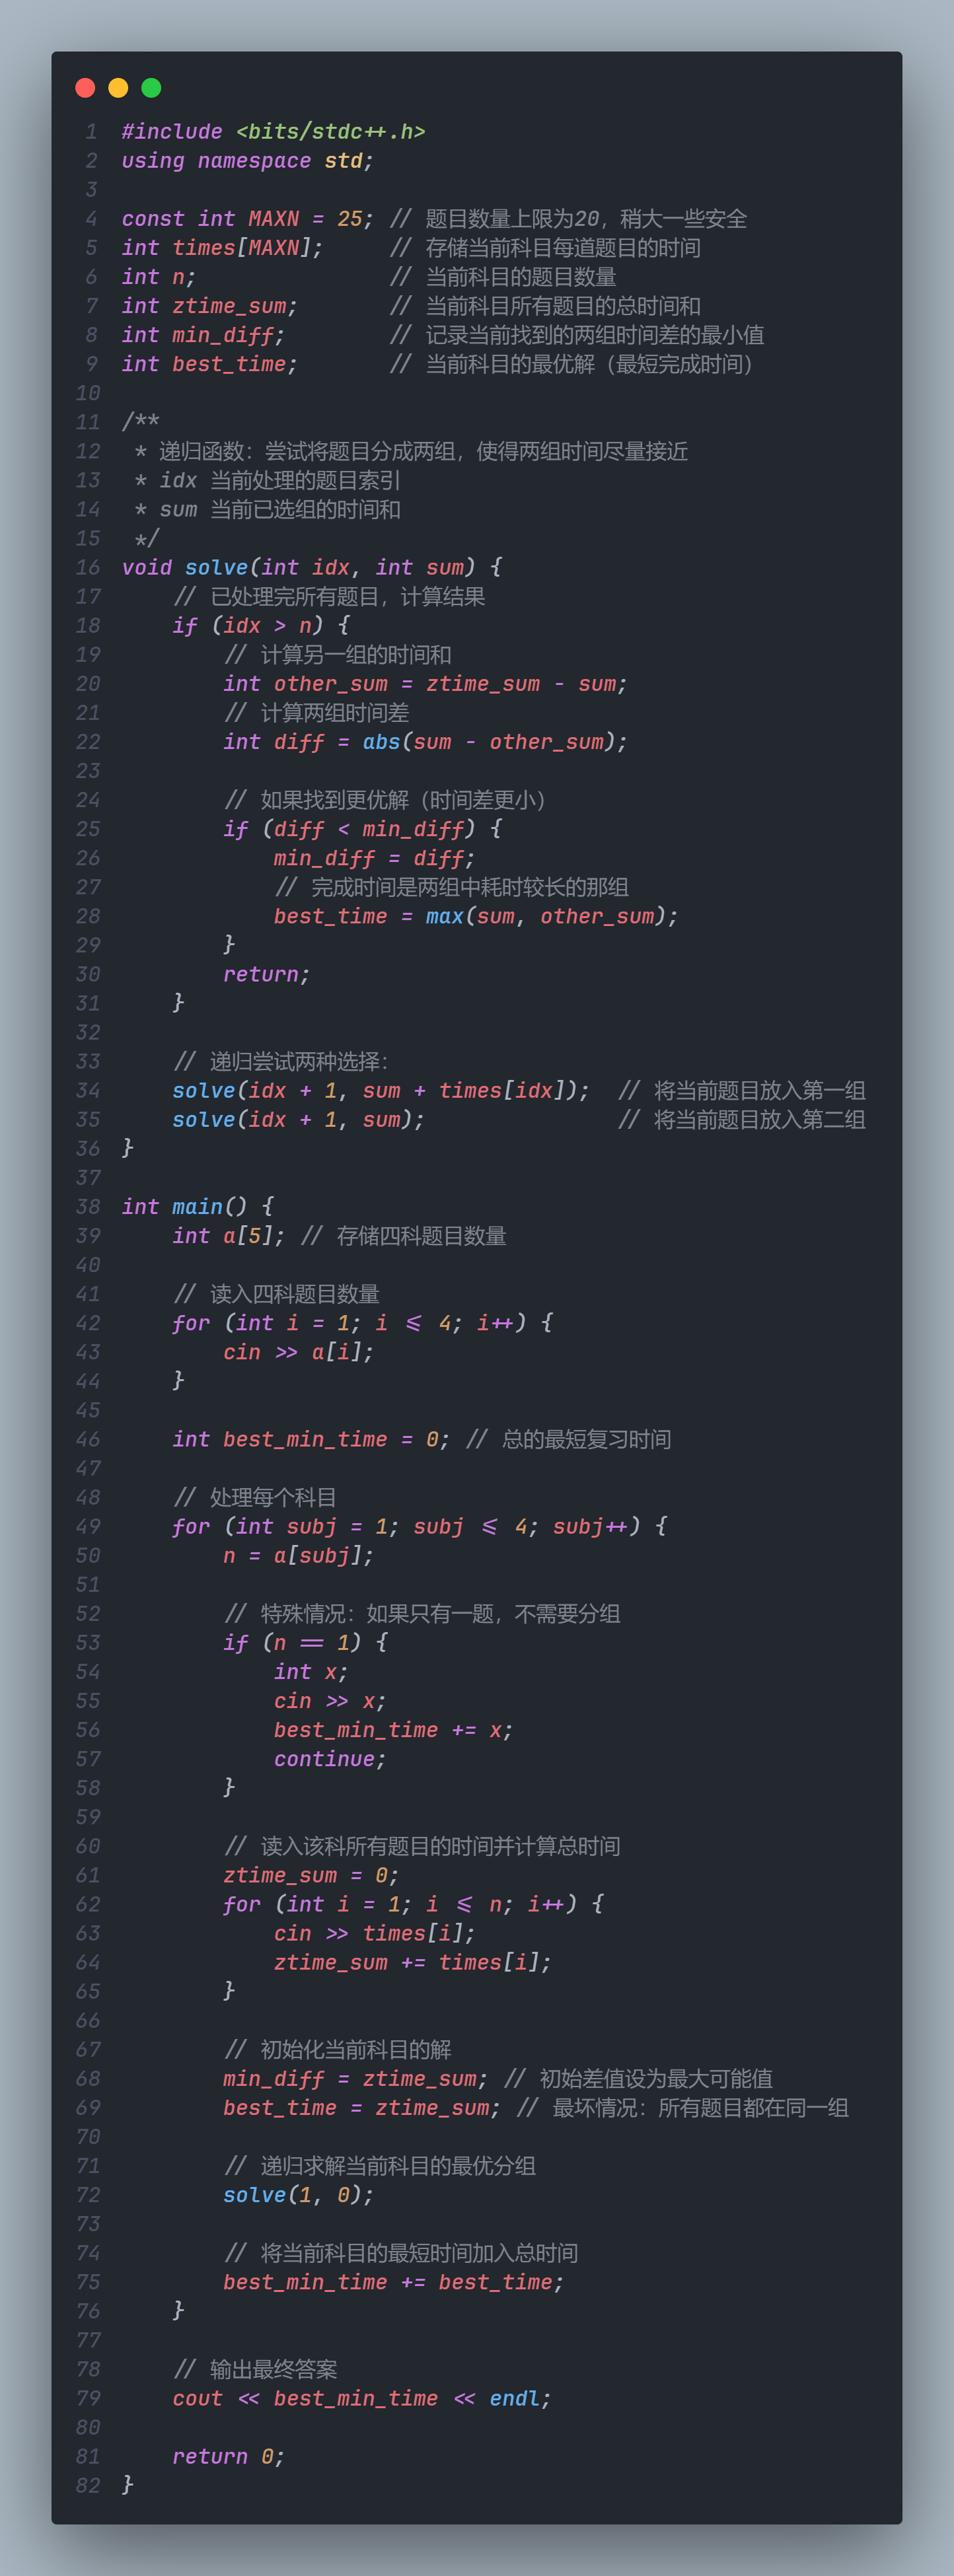 1 #include <bits/stdc++.h>
2 using namespace std;
3
4 const int MAXN = 25; // 题目数量上限为20，稍大一些安全
5 int times[MAXN];     // 存储当前科目每道题目的时间
6 int n;               // 当前科目的题目数量
7 int ztime_sum;       // 当前科目所有题目的总时间和
8 int min_diff;        // 记录当前找到的两组时间差的最小值
9 int best_time;       // 当前科目的最优解（最短完成时间）
10
11 /**
12  * 递归函数：尝试将题目分成两组，使得两组时间尽量接近
13  * idx 当前处理的题目索引
14  * sum 当前已选组的时间和
15  */
16 void solve(int idx, int sum) {
17     // 已处理完所有题目，计算结果
18     if (idx > n) {
19         // 计算另一组的时间和
20         int other_sum = ztime_sum - sum;
21         // 计算两组时间差
22         int diff = abs(sum - other_sum);
23
24         // 如果找到更优解（时间差更小）
25         if (diff < min_diff) {
26             min_diff = diff;
27             // 完成时间是两组中耗时较长的那组
28             best_time = max(sum, other_sum);
29         }
30         return;
31     }
32
33     // 递归尝试两种选择：
34     solve(idx + 1, sum + times[idx]);  // 将当前题目放入第一组
35     solve(idx + 1, sum);               // 将当前题目放入第二组
36 }
37
38 int main() {
39     int a[5]; // 存储四科题目数量
40
41     // 读入四科题目数量
42     for (int i = 1; i <= 4; i++) {
43         cin >> a[i];
44     }
45
46     int best_min_time = 0; // 总的最短复习时间
47
48     // 处理每个科目
49     for (int subj = 1; subj <= 4; subj++) {
50         n = a[subj];
51
52         // 特殊情况：如果只有一题，不需要分组
53         if (n == 1) {
54             int x;
55             cin >> x;
56             best_min_time += x;
57             continue;
58         }
59
60         // 读入该科所有题目的时间并计算总时间
61         ztime_sum = 0;
62         for (int i = 1; i <= n; i++) {
63             cin >> times[i];
64             ztime_sum += times[i];
65         }
66
67         // 初始化当前科目的解
68         min_diff = ztime_sum; // 初始差值设为最大可能值
69         best_time = ztime_sum; // 最坏情况：所有题目都在同一组
70
71         // 递归求解当前科目的最优分组
72         solve(1, 0);
73
74         // 将当前科目的最短时间加入总时间
75         best_min_time += best_time;
76     }
77
78     // 输出最终答案
79     cout << best_min_time << endl;
80
81     return 0;
82 }